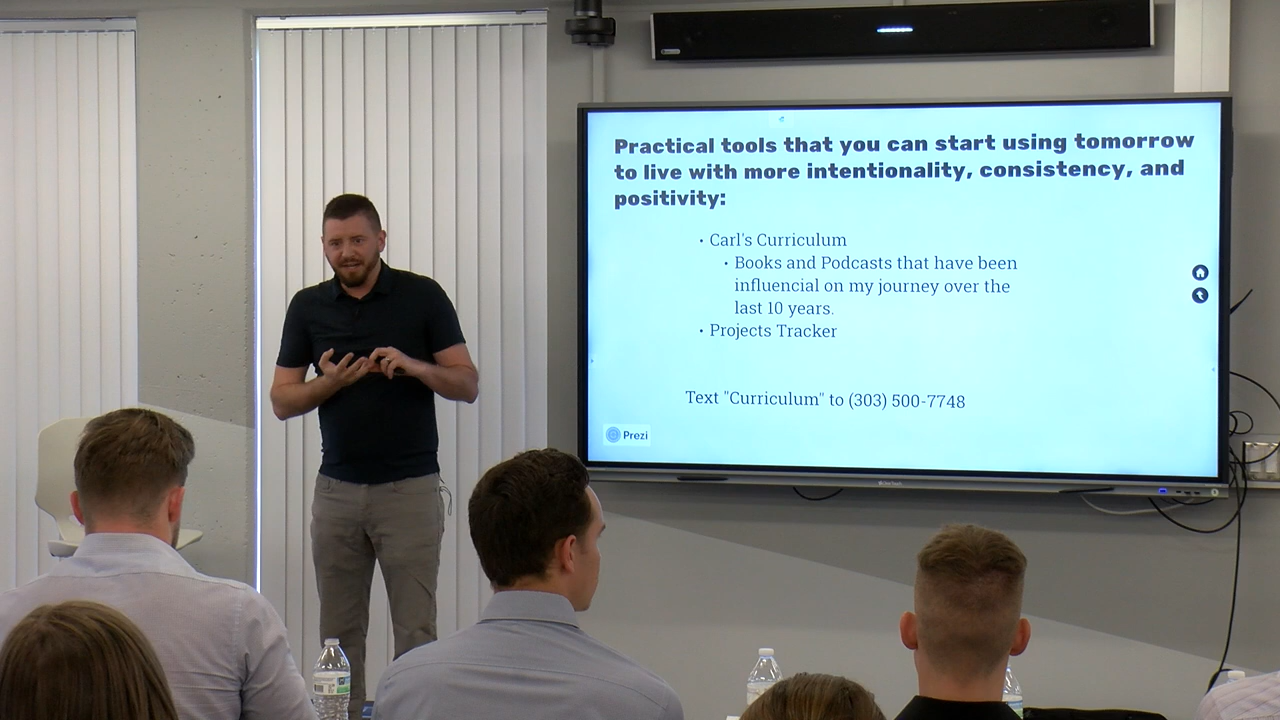 Practical tools that you can start using tomorrow
to live with more intentionality, consistency, and
positivity:
• Carl's Curriculum
• Books and Podcasts that have been
influencial on my journey over the
last 10 years.
• Projects Tracker
Text "Curriculum" to (303) 500-7748
Prezi